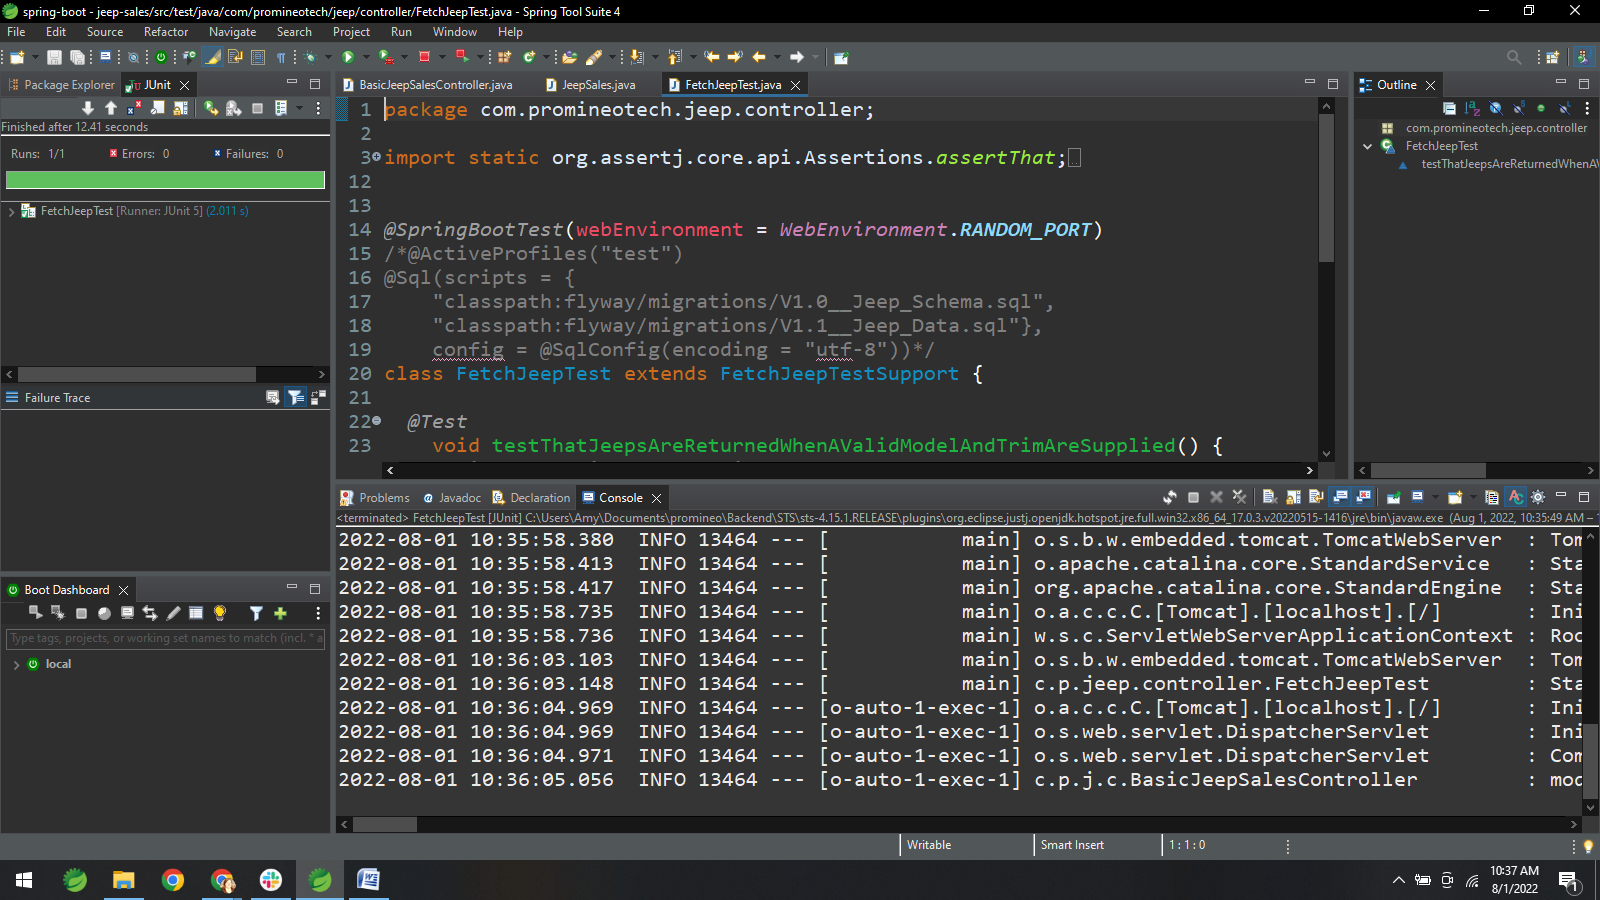 spring-boot - jeep-sales/src/test/java/com/promineotech/jeep/controller/FetchJeepTest.java - Spring Tool Suite 4
File Edit Source Refactor Navigate Search Project Run Window Help
Package Explorer JUnit
Finished after 12.41 seconds
Runs: 1/1 Errors: 0 Failures: 0
FetchJeepTest [Runner: JUnit 5] (2.011 s)
Failure Trace
Boot Dashboard
Type tags, projects, or working set names to match (incl. * a
local
BasicJeepSalesController.java JeepSales.java FetchJeepTest.java
1 package com.promineotech.jeep.controller;
2
3 import static org.assertj.core.api.Assertions.assertThat;
12
13
14 @SpringBootTest(webEnvironment = WebEnvironment.RANDOM_PORT)
15 /*@ActiveProfiles("test")
16 @Sql(scripts = {
17 "classpath:flyway/migrations/V1.0__Jeep_Schema.sql",
18 "classpath:flyway/migrations/V1.1__Jeep_Data.sql"},
19 config = @SqlConfig(encoding = "utf-8"))*/
20 class FetchJeepTest extends FetchJeepTestSupport {
21
22 @Test
23 void testThatJeepsAreReturnedWhenAValidModelAndTrimAreSupplied() {
Outline
com.promineotech.jeep.controller
FetchJeepTest
testThatJeepsAreReturnedWhenAV
Problems Javadoc Declaration Console
<terminated> FetchJeepTest [JUnit] C:\Users\Amy\Documents\promineo\Backend\STS\sts-4.15.1.RELEASE\plugins\org.eclipse.justj.openjdk.hotspot.jre.full.win32.x86_64_17.0.3.v20220515-1416\jre\bin\javaw.exe (Aug 1, 2022, 10:35:49 AM – 1
2022-08-01 10:35:58.380 INFO 13464 --- [ main] o.s.b.w.embedded.tomcat.TomcatWebServer : Tom
2022-08-01 10:35:58.413 INFO 13464 --- [ main] o.apache.catalina.core.StandardService : Sta
2022-08-01 10:35:58.417 INFO 13464 --- [ main] org.apache.catalina.core.StandardEngine : Sta
2022-08-01 10:35:58.735 INFO 13464 --- [ main] o.a.c.c.C.[Tomcat].[localhost].[/] : Ini
2022-08-01 10:35:58.736 INFO 13464 --- [ main] w.s.c.ServletWebServerApplicationContext : Roo
2022-08-01 10:36:03.103 INFO 13464 --- [ main] o.s.b.w.embedded.tomcat.TomcatWebServer : Tom
2022-08-01 10:36:03.148 INFO 13464 --- [ main] c.p.jeep.controller.FetchJeepTest : Sta
2022-08-01 10:36:04.969 INFO 13464 --- [o-auto-1-exec-1] o.a.c.c.C.[Tomcat].[localhost].[/] : Ini
2022-08-01 10:36:04.969 INFO 13464 --- [o-auto-1-exec-1] o.s.web.servlet.DispatcherServlet : Ini
2022-08-01 10:36:04.971 INFO 13464 --- [o-auto-1-exec-1] o.s.web.servlet.DispatcherServlet : Com
2022-08-01 10:36:05.056 INFO 13464 --- [o-auto-1-exec-1] c.p.j.c.BasicJeepSalesController : mod
Writable Smart Insert 1 : 1 : 0
10:37 AM
8/1/2022
1